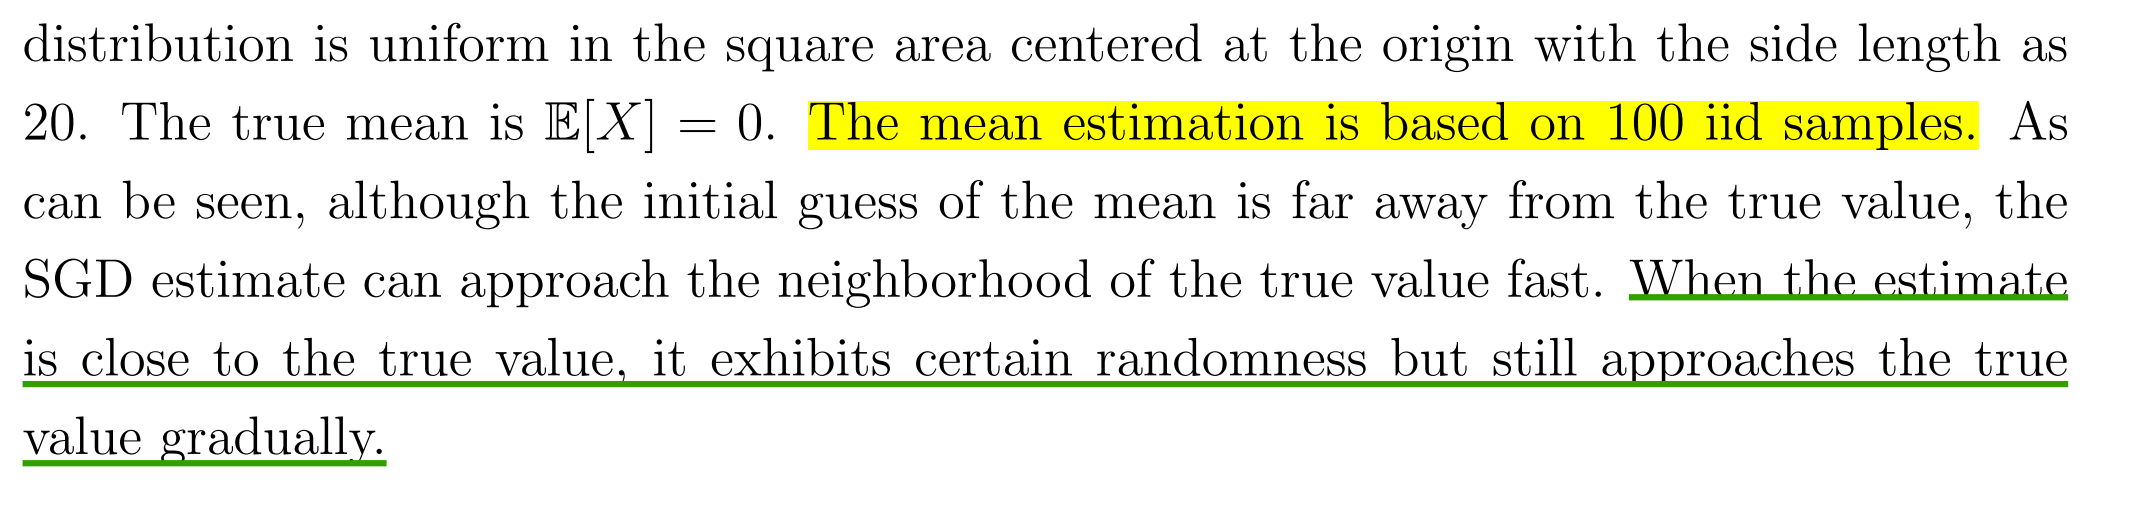 distribution is uniform in the square area centered at the origin with the side length as
20. The true mean is 𝔼[X] = 0. The mean estimation is based on 100 iid samples. As
can be seen, although the initial guess of the mean is far away from the true value, the
SGD estimate can approach the neighborhood of the true value fast. When the estimate
is close to the true value, it exhibits certain randomness but still approaches the true
value gradually.